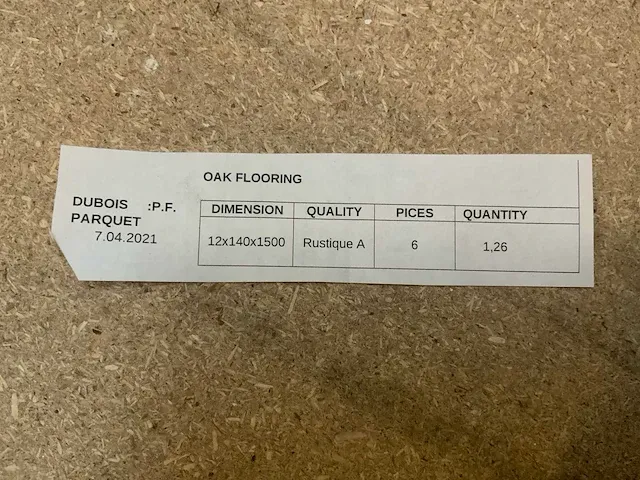 OAK FLOORING
DUBOIS :P.F.
PARQUET
7.04.2021
DIMENSION QUALITY PICES QUANTITY
12x140x1500 Rustique A 6 1,26